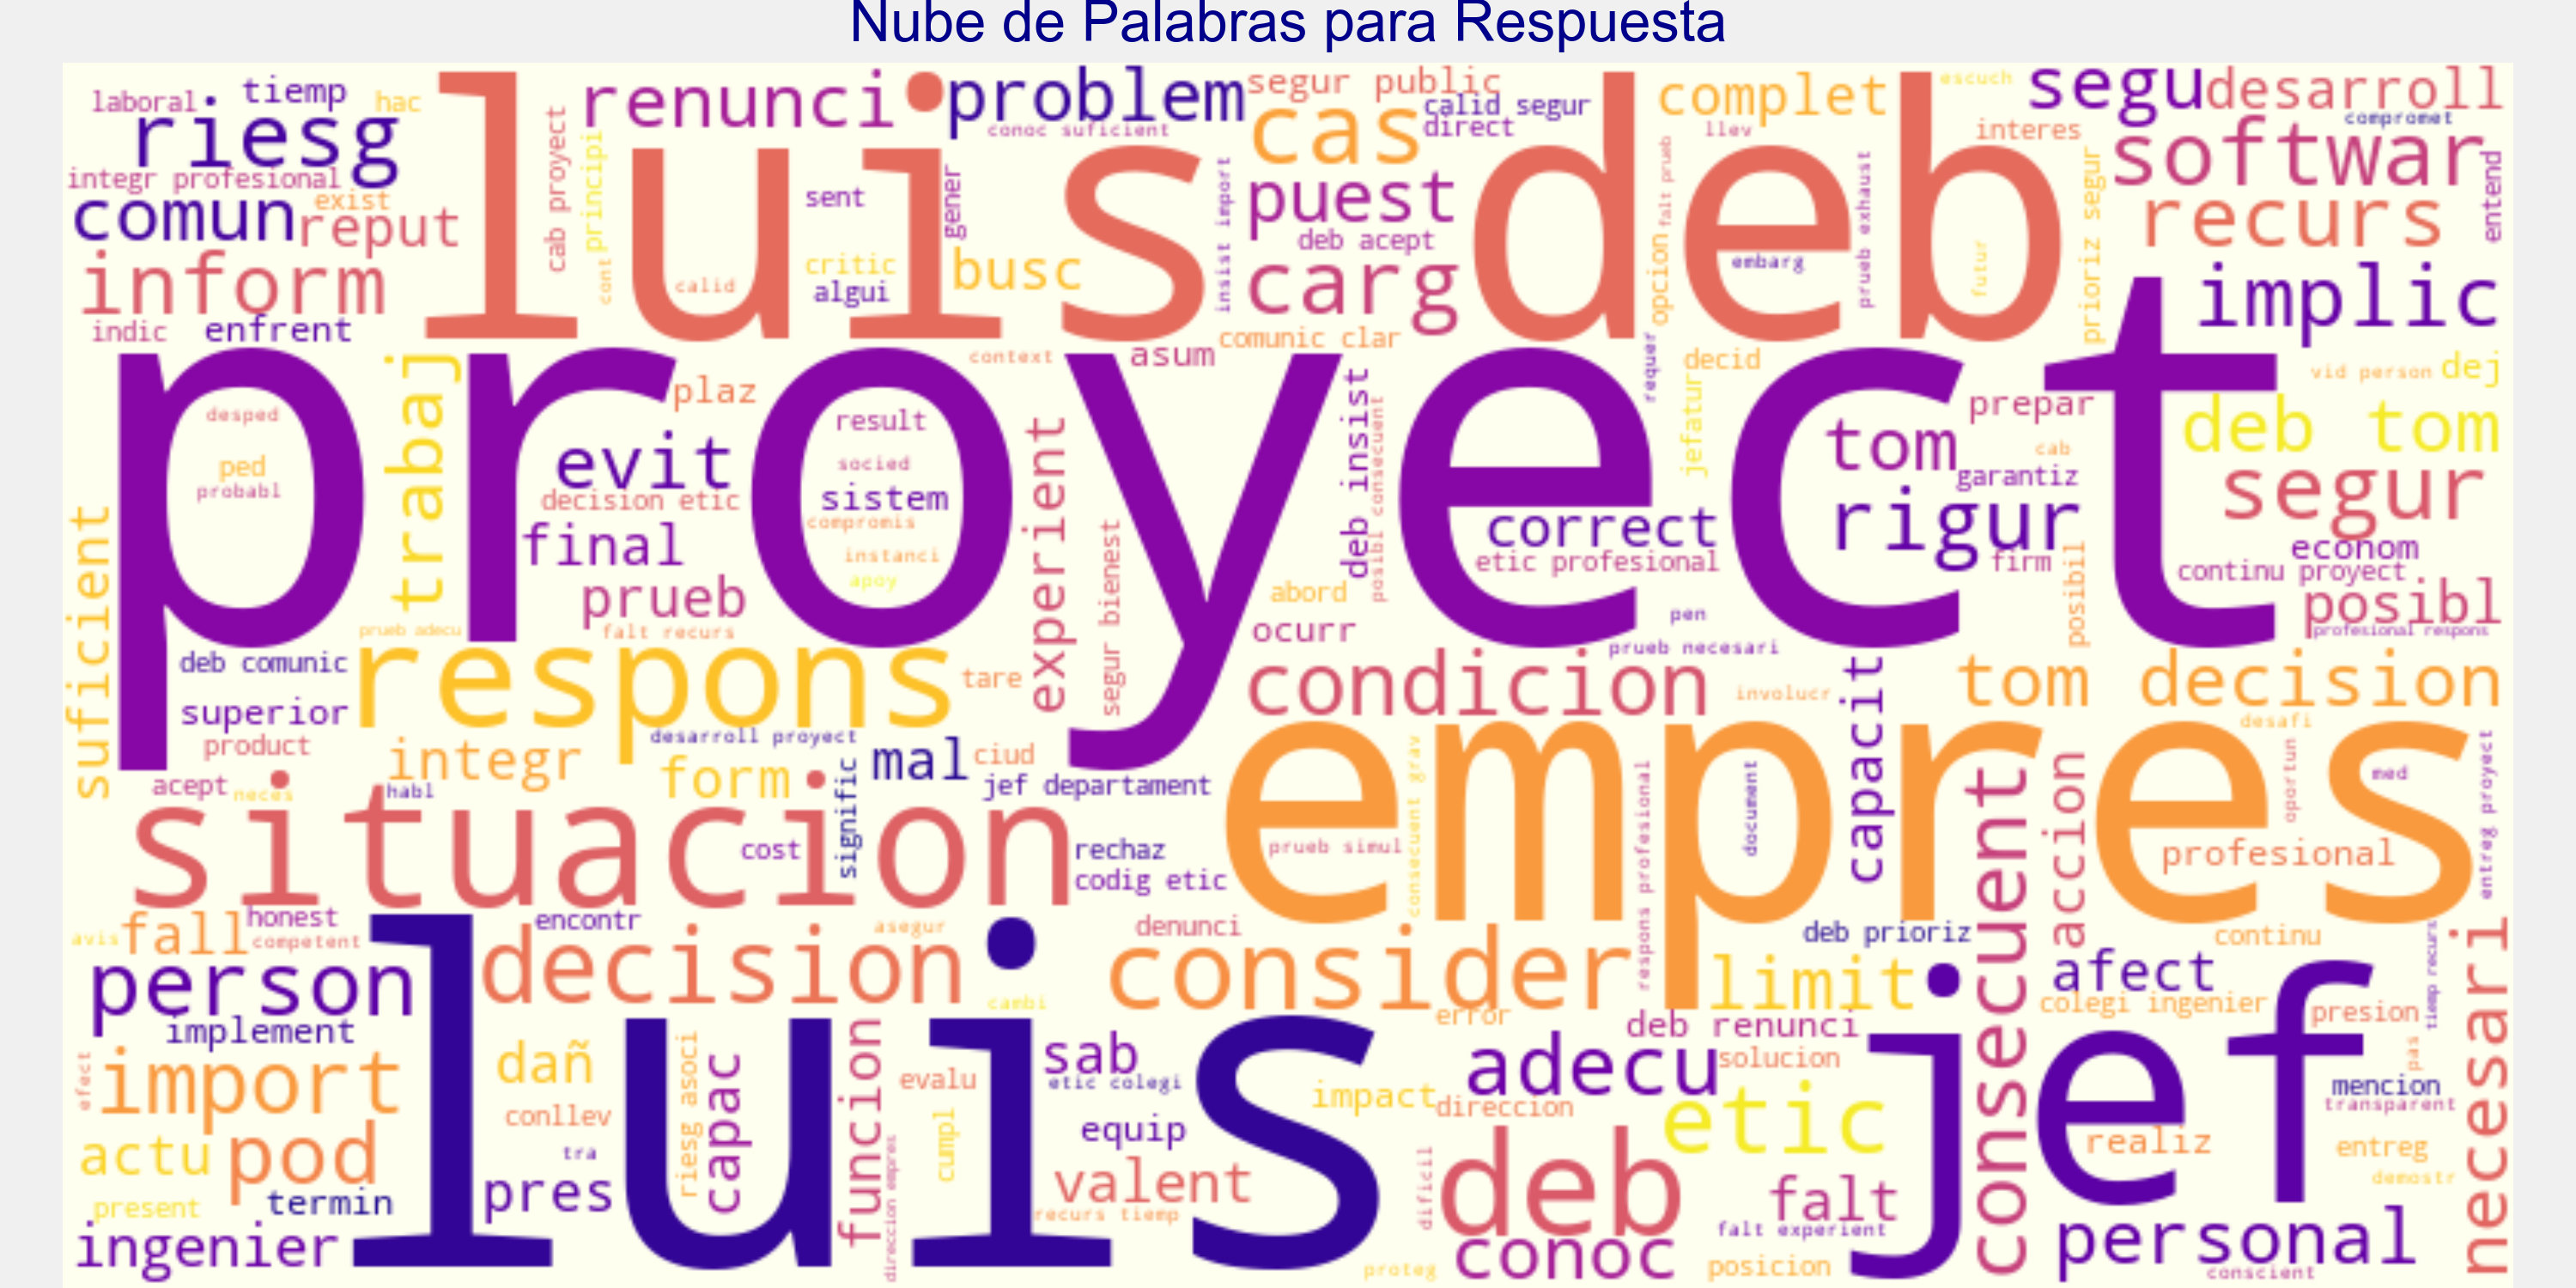 Nube de Palabras para Respuesta
laboral
tiemp
hac
riesg
integr profesional
exist
comun
reput
inform
indic
enfrent
luis
renunci
cab proyect
principi
cont
sent
critic
algui
calid
gener
problem
conoc suficient
busc
insist import
segur public
cas
calid segur
direct
puest
deb acept
carg
comunic clar
deb
complet
llev
falt prueb
opcion
embarg
prueb exhaust
escuch
interes
futur
prioriz segur
segu
desarroll
compromet
softwar
entend
recurs
implic
proyect
desped
ped
probabl
trabaj
suficient
plaz
evit
decision etic
final
prueb
falt recurs
prueb adecu
result
socied
sistem
compromis
instanci
apoy
context
asum
experient
segur bienest
deb insist
posibl consecuent
abord
ocurr
requer
decid
jefatur
correct
etic profesional
pen
prueb necesari
prepar
tom
cab
garantiz
rigur
firm
posibil
vid person
dej
deb tom
segur
econom
continu proyect
posibl
profesional respons
deb comunic
superior
product
acept
neces
respons
tare
integr
desarroll proyect
form
mal
ciud
jef departament
habl
signific
condicion
involucr
capacit
tom decision
desafi
situacion
cost
rechaz
codig etic
empres
prueb simul
consecuent grav
respons profesional
document
profesional
oportun
med
entreg proyect
consecuent
accion
avis
fall
honest
competent
person
implement
encontr
decision
asegur
cambi
denunci
consider
error
limit
deb prioriz
deb renunci
afect
continu
colegi ingenier
presion
tiemp recurs
necesari
luis
efect
import
actu
pod
present
termin
ingenier
dañ
conllev
tra
pres
riesg asoci
capac
funcion
direccion empres
evalu
cumpl
sab
etic colegi
equip
valent
recurs tiemp
impact
direccion
adecu
solucion
etic
dificil
deb
falt
falt experient
conoc
posicion
proteg
jef
realiz
pas
mencion
transparent
entreg
demostr
personal
conscient